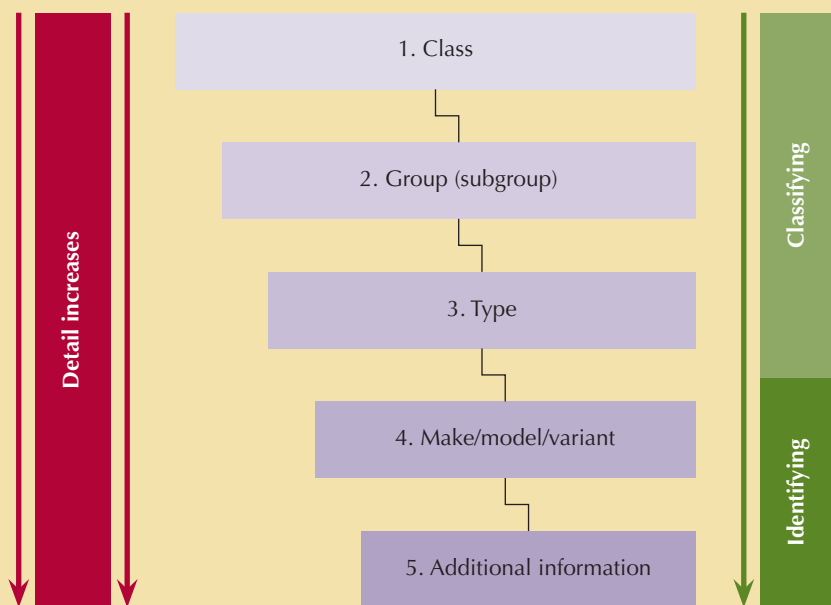 1. Class
2. Group (subgroup)
3. Type
4. Make/model/variant
5. Additional information
Detail increases
Classifying
Identifying